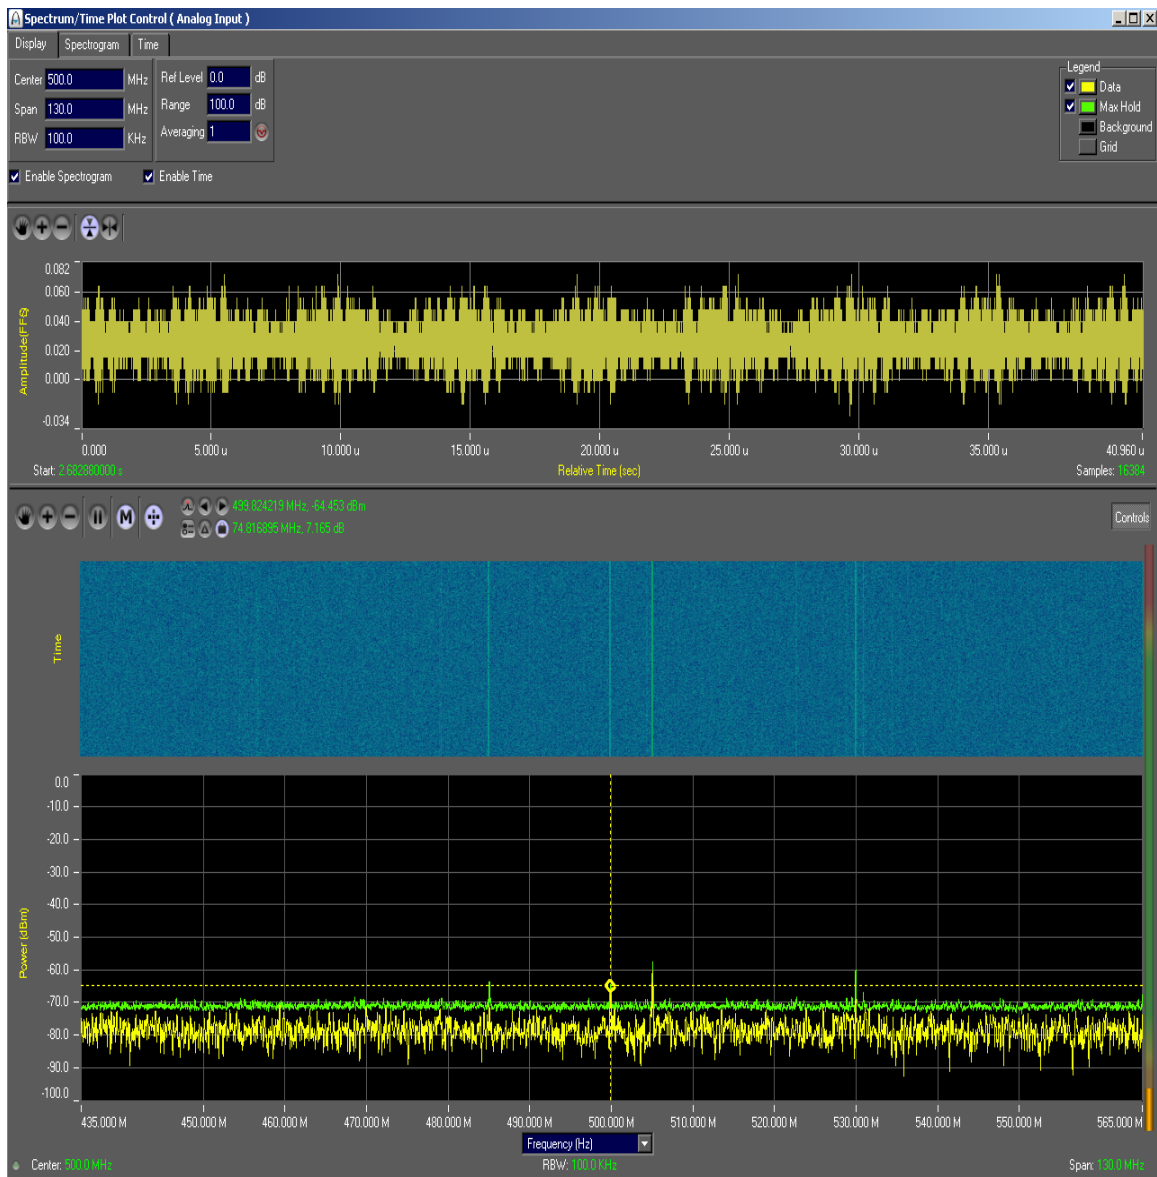 Spectrum/Time Plot Control ( Analog Input )
Display Spectrogram Time
Center 500.0 MHz Ref Level 0.0 dB
Span 130.0 MHz Range 100.0 dB
RBW 100.0 KHz Averaging 1
Legend
Data
Max Hold
Background
Grid
Enable Spectrogram Enable Time
0.082
0.060
0.040
0.020
0.000
-0.034
Amplitude(FFS)
0.000 5.000 u 10.000 u 15.000 u 20.000 u 25.000 u 30.000 u 35.000 u 40.960 u
Start: 2.682880000 s Relative Time (sec) Samples: 16384
M 499.824219 MHz, -64.453 dBm
74.816895 MHz, 7.165 dB
Controls
Time
0.0
-10.0
-20.0
-30.0
-40.0
-50.0
-60.0
-70.0
-80.0
-90.0
-100.0
Power (dBm)
435.000 M 450.000 M 460.000 M 470.000 M 480.000 M 490.000 M 500.000 M 510.000 M 520.000 M 530.000 M 540.000 M 550.000 M 565.000 M
Frequency (Hz)
Center: 500.0 MHz RBW: 100.0 KHz Span: 130.0 MHz